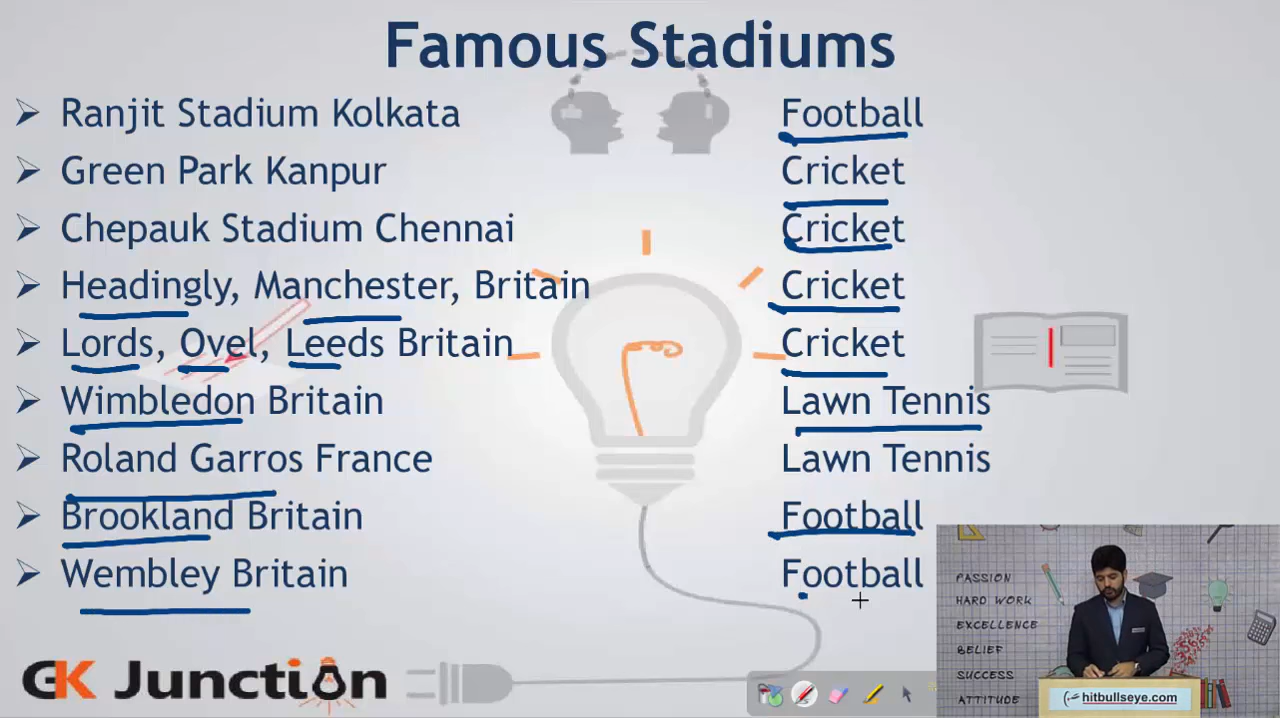 Famous Stadiums
Ranjit Stadium Kolkata Football
Green Park Kanpur Cricket
Chepauk Stadium Chennai Cricket
Headingly, Manchester, Britain Cricket
Lords, Ovel, Leeds Britain Cricket
Wimbledon Britain Lawn Tennis
Roland Garros France Lawn Tennis
Brookland Britain Football
Wembley Britain Football
PASSION
HARD WORK
EXCELLENCE
BELIEF
SUCCESS
ATTITUDE
hitbullseye.com
GK Junction